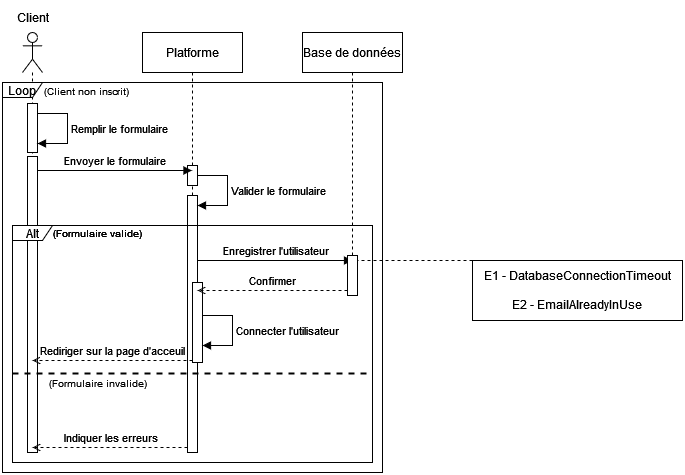 Client
Platforme
Base de données
Loop
(Client non inscrit)
Remplir le formulaire
Envoyer le formulaire
Valider le formulaire
Alt
(Formulaire valide)
Enregistrer l'utilisateur
E1 - DatabaseConnectionTimeout
Confirmer
E2 - EmailAlreadyInUse
Connecter l'utilisateur
Rediriger sur la page d'acceuil
(Formulaire invalide)
Indiquer les erreurs